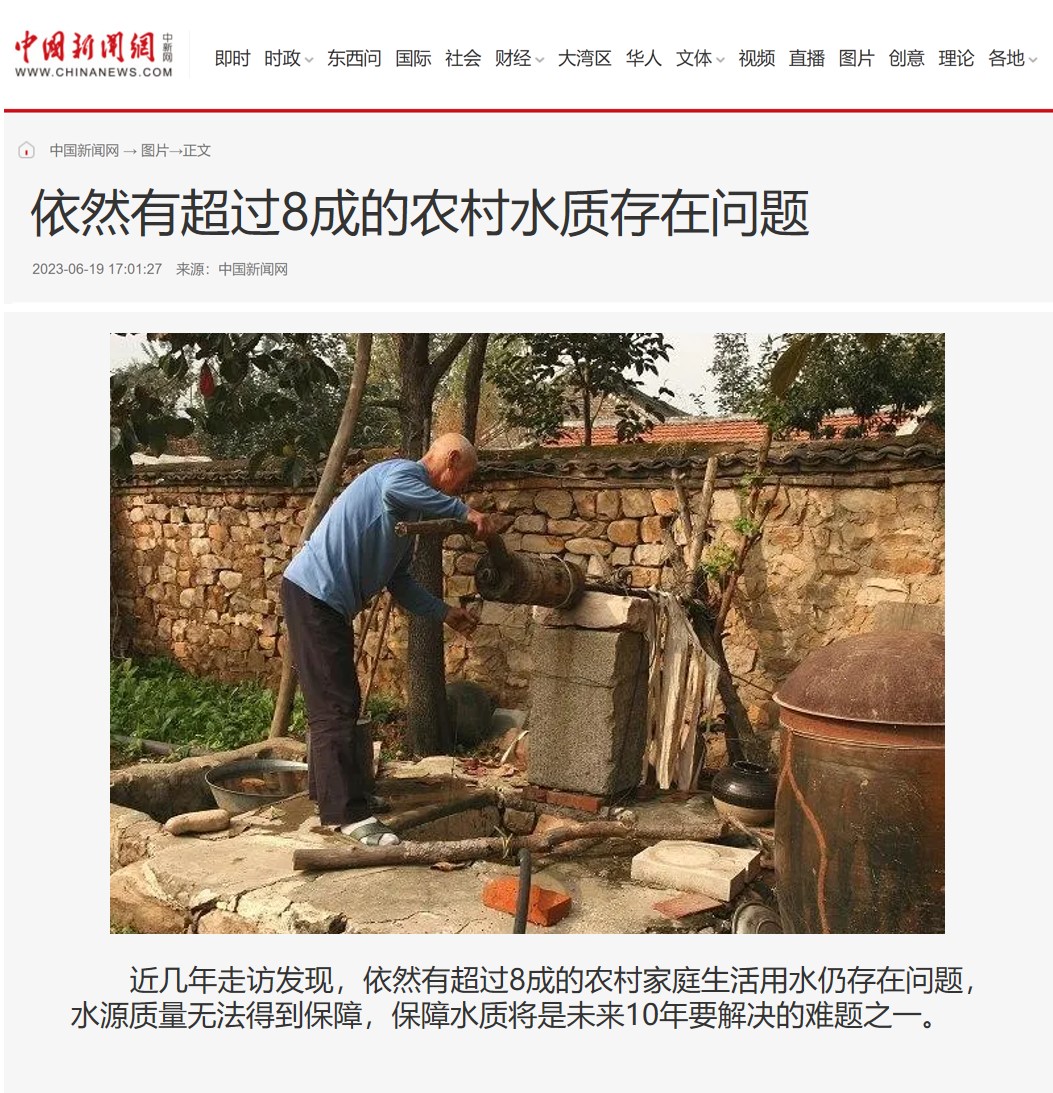 中國新聞網
中新网
WWW.CHINANEWS.COM
即时 时政 东西问 国际 社会 财经 大湾区 华人 文体 视频 直播 图片 创意 理论 各地
中国新闻网 → 图片→正文
依然有超过8成的农村水质存在问题
2023-06-19 17:01:27 来源：中国新闻网
近几年走访发现，依然有超过8成的农村家庭生活用水仍存在问题，
水源质量无法得到保障，保障水质将是未来10年要解决的难题之一。